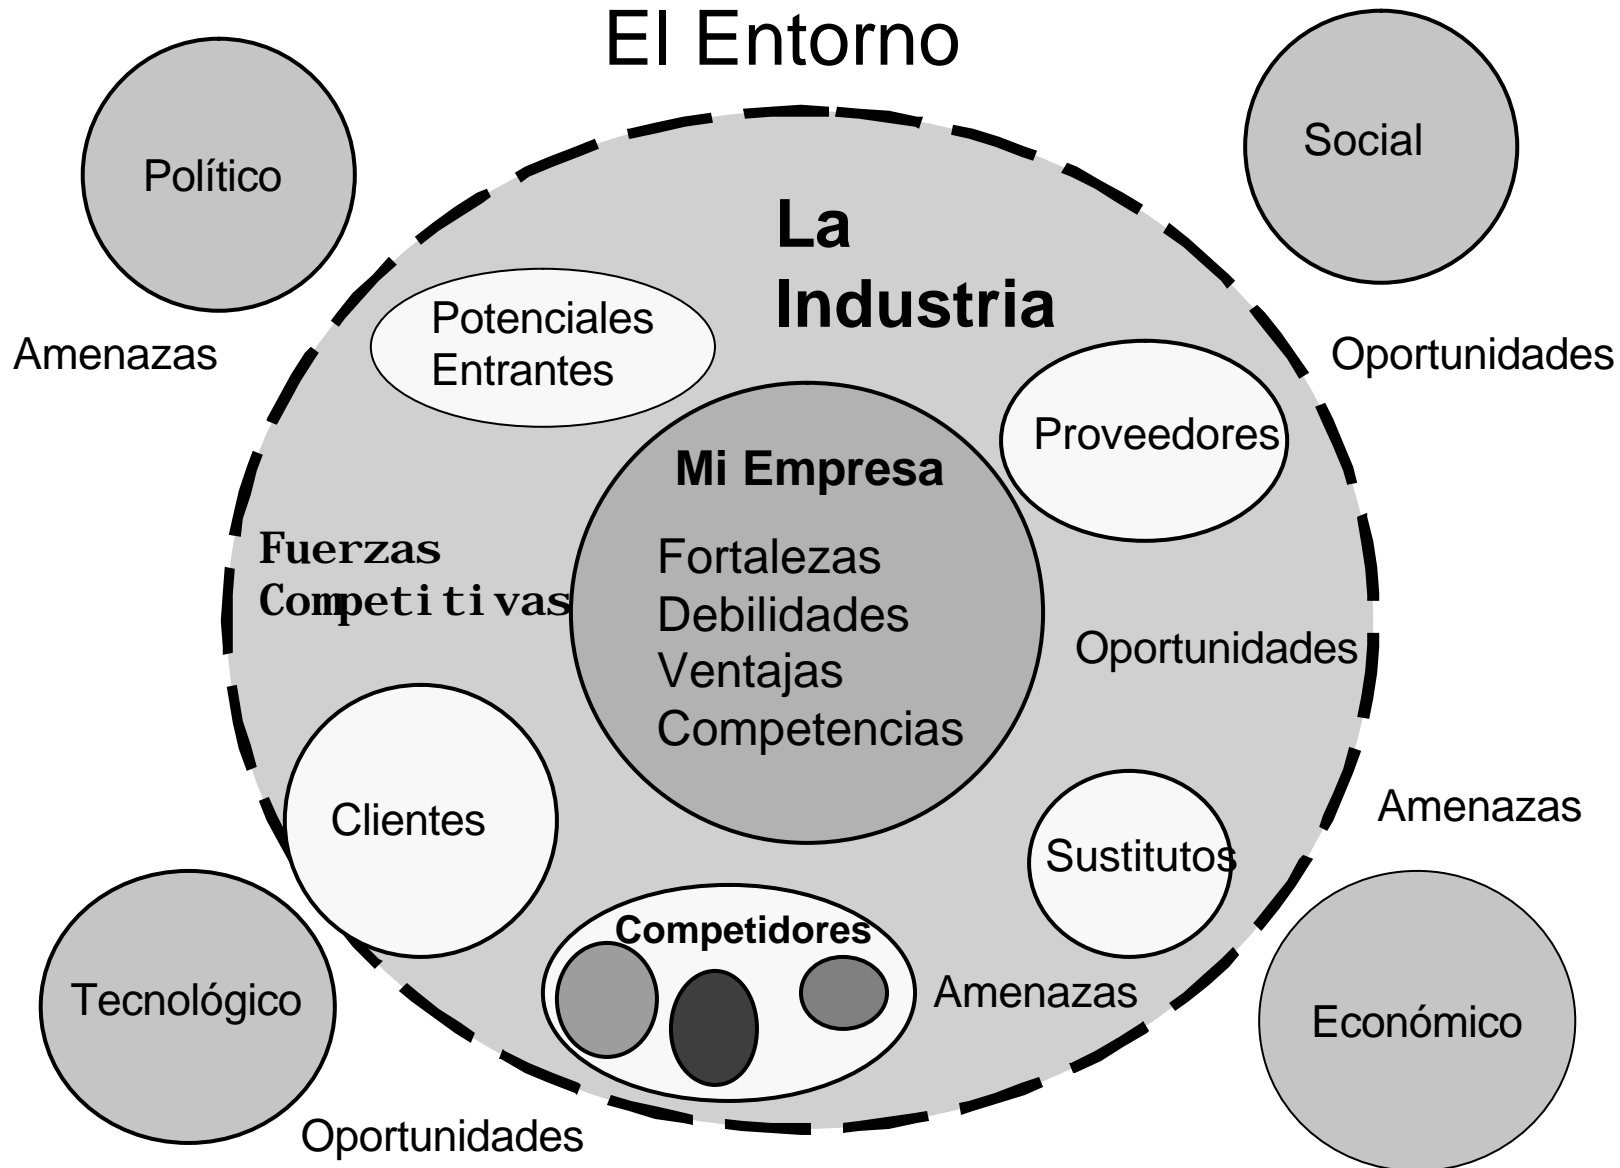 El Entorno
Político
Social
La
Industria
Potenciales
Entrantes
Amenazas
Oportunidades
Proveedores
Mi Empresa
Fortalezas
Debilidades
Ventajas
Competencias
Fuerzas
Competitivas
Oportunidades
Clientes
Sustitutos
Amenazas
Competidores
Amenazas
Tecnológico
Económico
Oportunidades